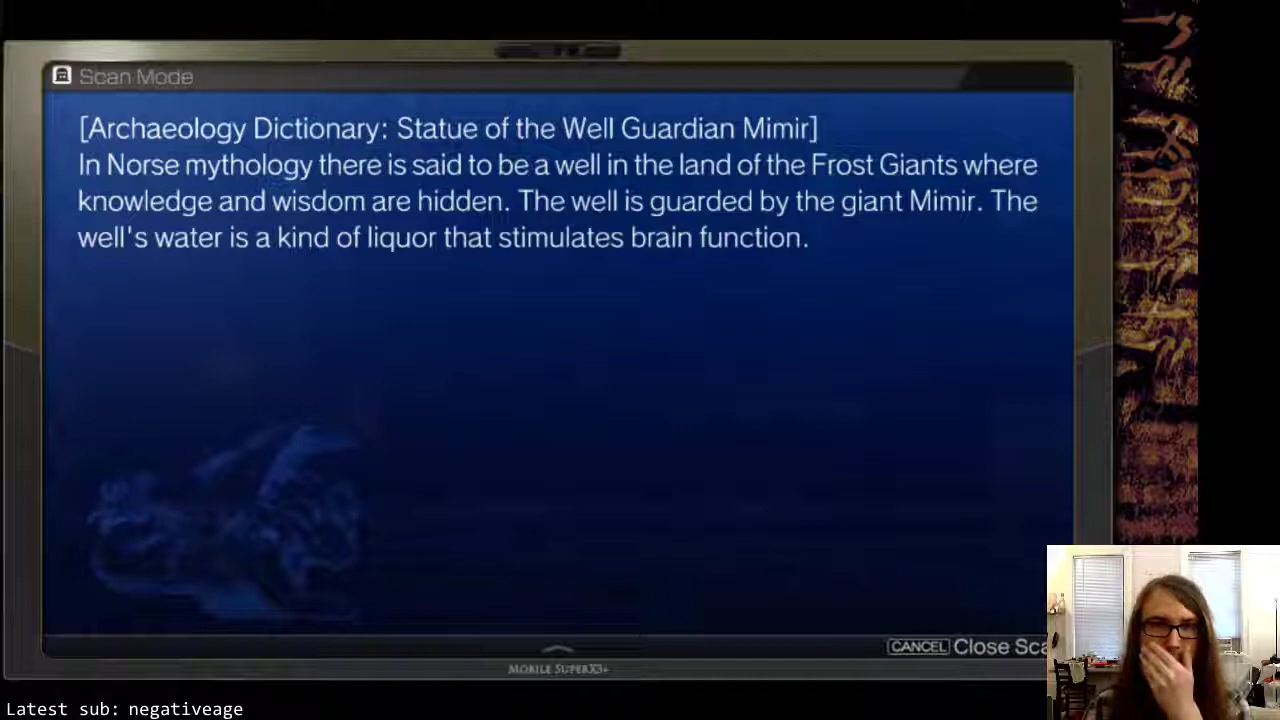 Scan Mode
[Archaeology Dictionary: Statue of the Well Guardian Mimir]
In Norse mythology there is said to be a well in the land of the Frost Giants where
knowledge and wisdom are hidden. The well is guarded by the giant Mimir. The
well's water is a kind of liquor that stimulates brain function.
CANCEL Close Sca
MOBILE SUPERX3+
Latest sub: negativeage